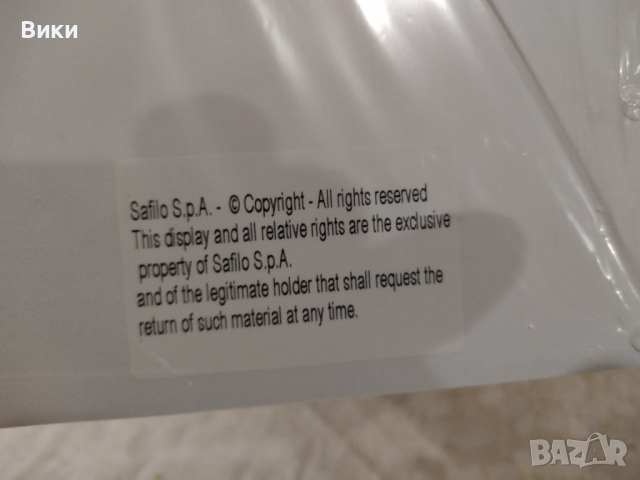 Вики
Safilo S.p.A. - © Copyright - All rights reserved
This display and all relative rights are the exclusive
property of Safilo S.p.A.
and of the legitimate holder that shall request the
return of such material at any time.
BAZAR